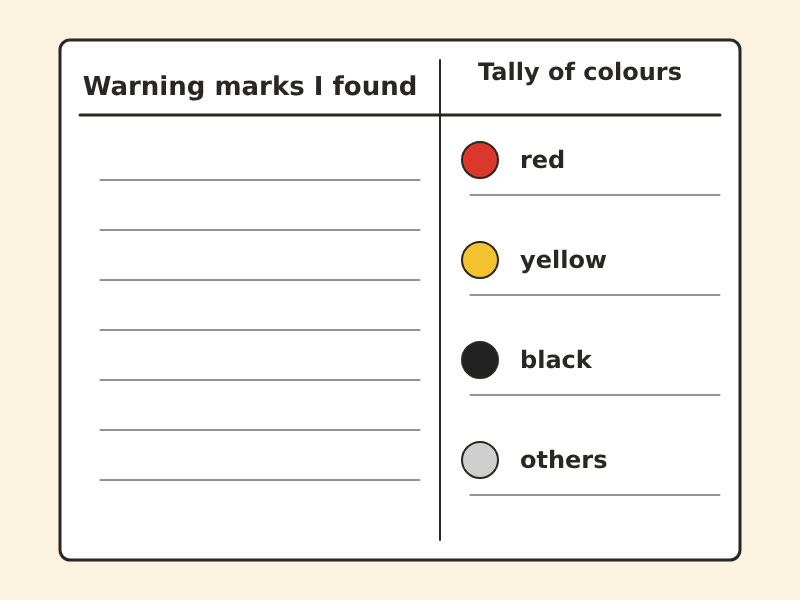 Warning marks I found
Tally of colours
red
yellow
black
others